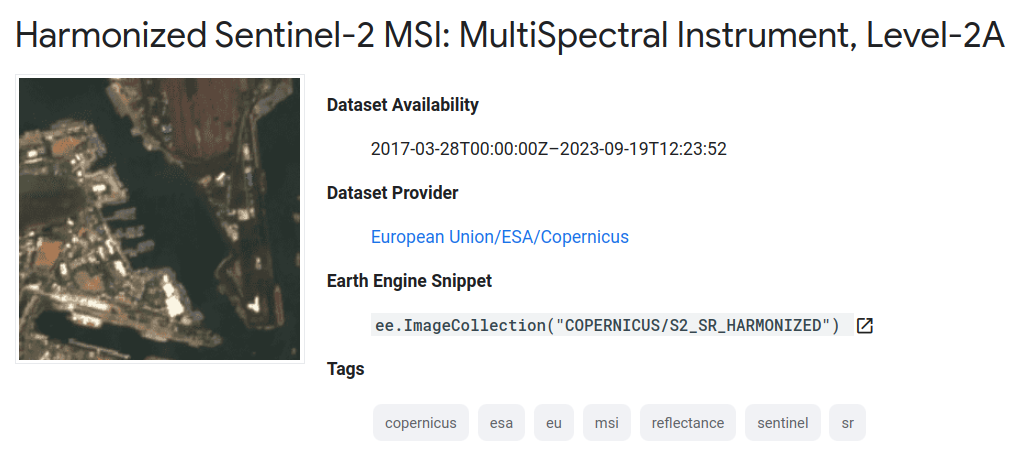 Harmonized Sentinel-2 MSI: MultiSpectral Instrument, Level-2A
Dataset Availability
2017-03-28T00:00:00Z–2023-09-19T12:23:52
Dataset Provider
European Union/ESA/Copernicus
Earth Engine Snippet
ee.ImageCollection("COPERNICUS/S2_SR_HARMONIZED")
Tags
copernicus esa eu msi reflectance sentinel sr